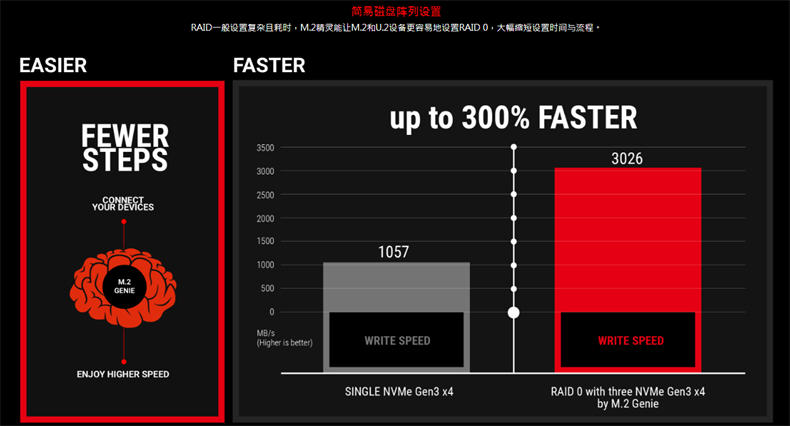 简易磁盘阵列设置
RAID一般设置复杂且耗时，M.2精灵能让M.2和U.2设备更容易地设置RAID 0，大幅缩短设置时间与流程。
EASIER
FEWER
STEPS
CONNECT
YOUR DEVICES
M.2
GENIE
ENJOY HIGHER SPEED
FASTER
up to 300% FASTER
3500
3000
2500
2000
1500
1000
500
0
MB/s
(Higher is better)
1057
WRITE SPEED
SINGLE NVMe Gen3 x4
3026
WRITE SPEED
RAID 0 with three NVMe Gen3 x4
by M.2 Genie